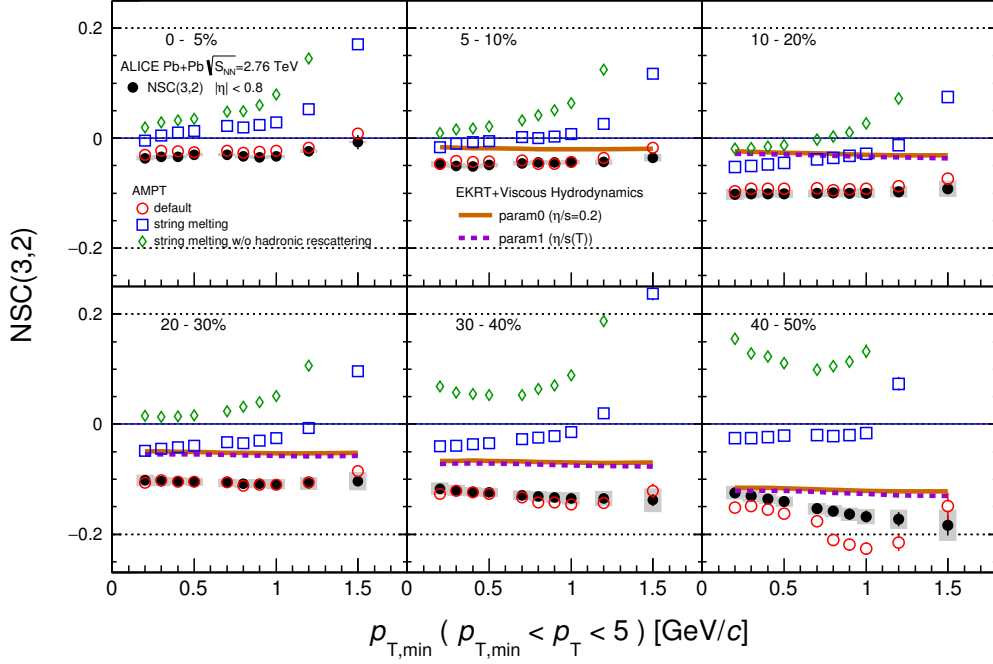 0 - 5%
5 - 10%
10 - 20%
ALICE Pb+Pb √S_NN=2.76 TeV
NSC(3,2) |η| < 0.8
AMPT
default
string melting
string melting w/o hadronic rescattering
EKRT+Viscous Hydrodynamics
param0 (η/s=0.2)
param1 (η/s(T))
0.2
0
−0.2
NSC(3,2)
20 - 30%
30 - 40%
40 - 50%
0.2
0
−0.2
0 0.5 1 1.5 0 0.5 1 1.5 0 0.5 1 1.5
p_T,min ( p_T,min < p_T < 5 ) [GeV/c]